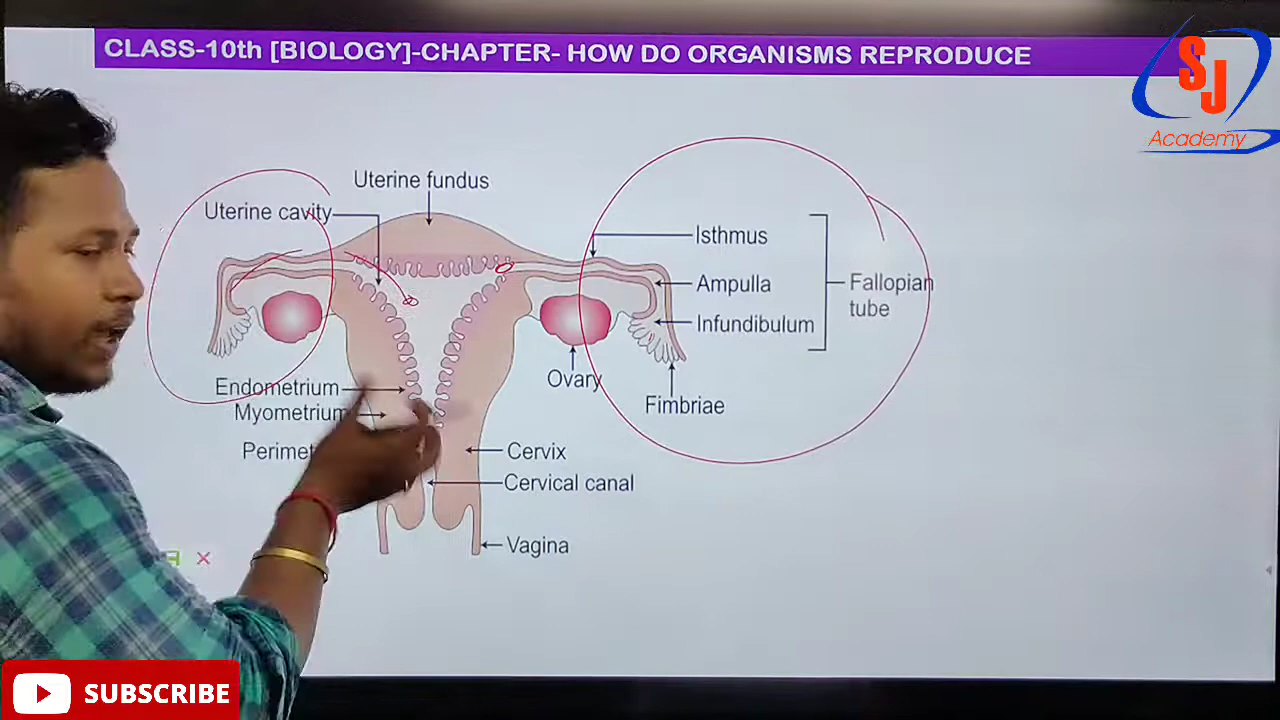 CLASS-10th [BIOLOGY]-CHAPTER- HOW DO ORGANISMS REPRODUCE
SJ
Academy
Uterine fundus
Uterine cavity
Isthmus
Ampulla
Fallopian
tube
Infundibulum
Ovary
Endometrium
Fimbriae
Myometrium
Cervix
Cervical canal
Vagina
SUBSCRIBE